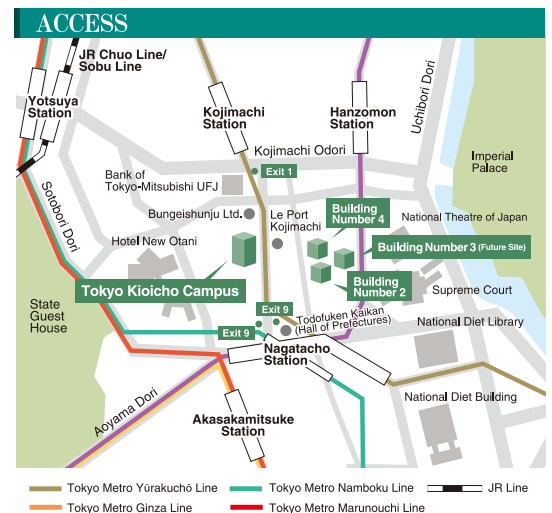 ACCESS
JR Chuo Line/
Sobu Line
Yotsuya
Station
Kojimachi
Station
Hanzomon
Station
Uchibori Dori
Kojimachi Odori
Imperial
Palace
Exit 1
Bank of
Tokyo-Mitsubishi UFJ
Sotobori Dori
Bungeishunju Ltd.
Le Port
Kojimachi
Building
Number 4
National Theatre of Japan
Hotel New Otani
Building Number 3 (Future Site)
Tokyo Kioicho Campus
Building
Number 2
Supreme Court
State
Guest
House
Exit 9
Exit 9
Todofuken Kaikan
(Hall of Prefectures)
National Diet Library
Nagatacho
Station
Aoyama Dori
National Diet Building
Akasakamitsuke
Station
Tokyo Metro Yūrakuchō Line
Tokyo Metro Namboku Line
JR Line
Tokyo Metro Ginza Line
Tokyo Metro Marunouchi Line